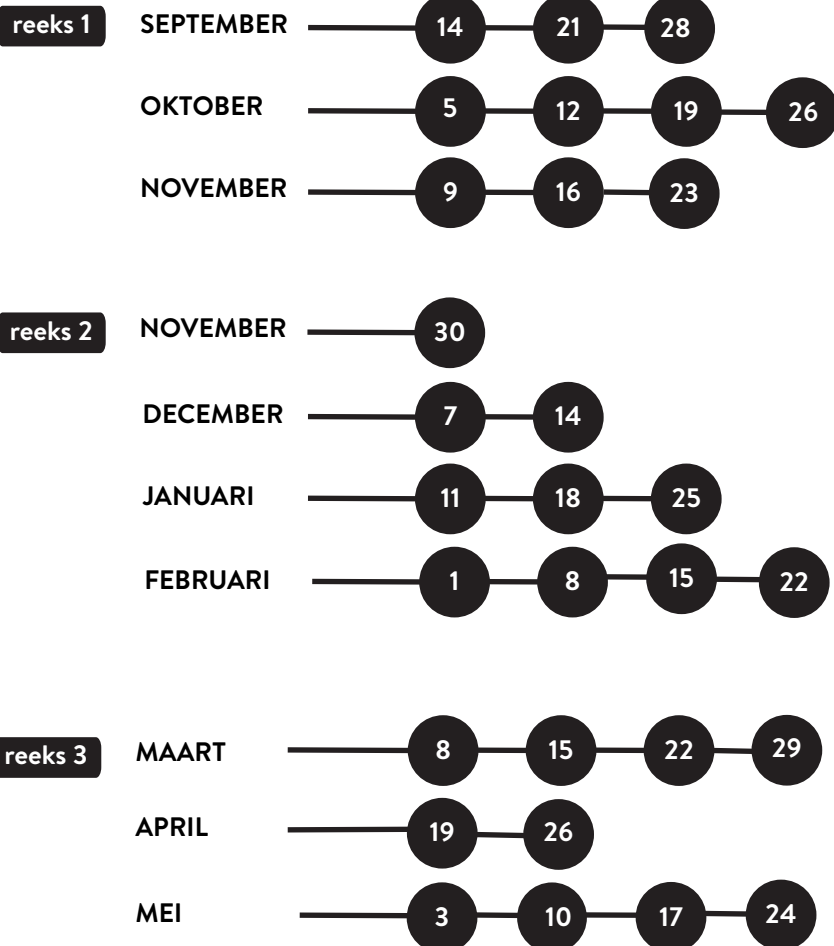 reeks 1 SEPTEMBER 14 21 28
OKTOBER 5 12 19 26
NOVEMBER 9 16 23
reeks 2 NOVEMBER 30
DECEMBER 7 14
JANUARI 11 18 25
FEBRUARI 1 8 15 22
reeks 3 MAART 8 15 22 29
APRIL 19 26
MEI 3 10 17 24